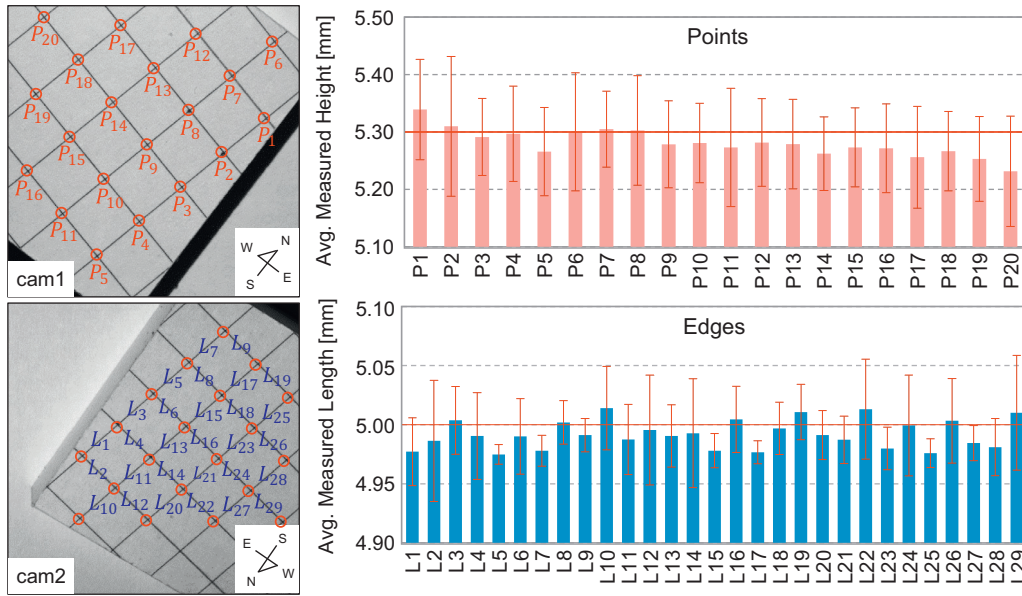 P20
P17
P12
P6
P18
P13
P7
P19
P14
P8
P1
P15
P9
P2
P16
P10
P3
P11
P4
P5
N
W
E
S
cam1
L7
L9
L5
L8
L17
L19
L3
L6
L15
L18
L25
L1
L4
L13
L16
L23
L26
L2
L11
L14
L21
L24
L28
L10
L12
L20
L22
L27
L29
E
S
N
W
cam2
Points
Avg. Measured Height [mm]
5.50
5.40
5.30
5.20
5.10
P1 P2 P3 P4 P5 P6 P7 P8 P9 P10 P11 P12 P13 P14 P15 P16 P17 P18 P19 P20
Edges
Avg. Measured Length [mm]
5.10
5.05
5.00
4.95
4.90
L1 L2 L3 L4 L5 L6 L7 L8 L9 L10 L11 L12 L13 L14 L15 L16 L17 L18 L19 L20 L21 L22 L23 L24 L25 L26 L27 L28 L29